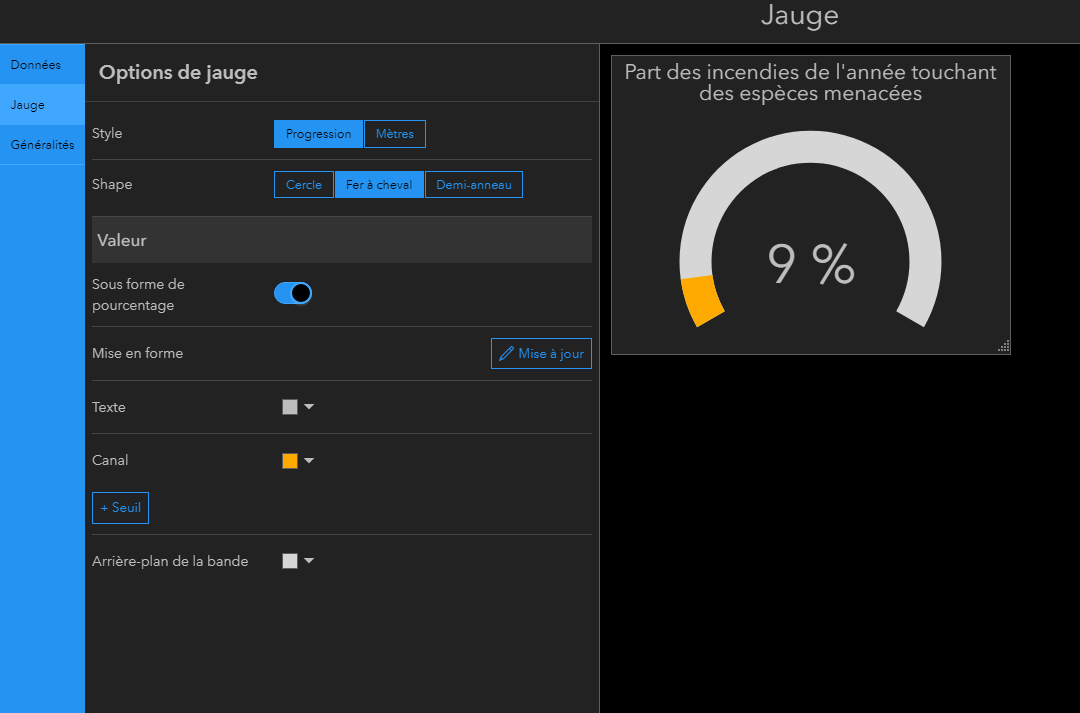 Jauge
Données
Jauge
Généralités
Options de jauge
Style
Progression
Mètres
Shape
Cercle
Fer à cheval
Demi-anneau
Valeur
Sous forme de
pourcentage
Mise en forme
Mise à jour
Texte
Canal
+ Seuil
Arrière-plan de la bande
Part des incendies de l'année touchant
des espèces menacées
9 %